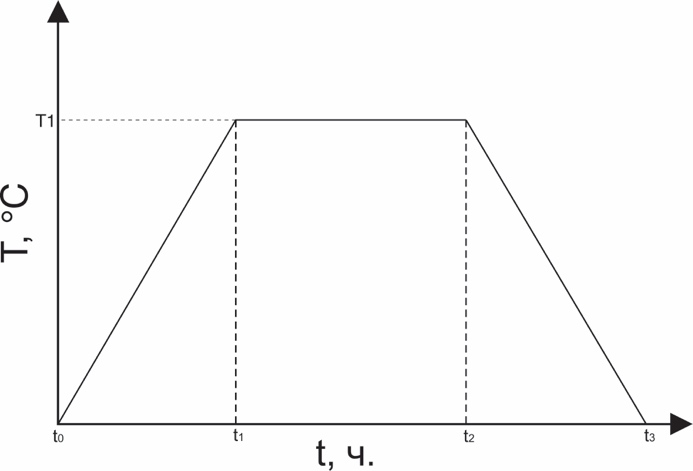 T1
T, °C
t₀ t₁ t₂ t₃
t, ч.